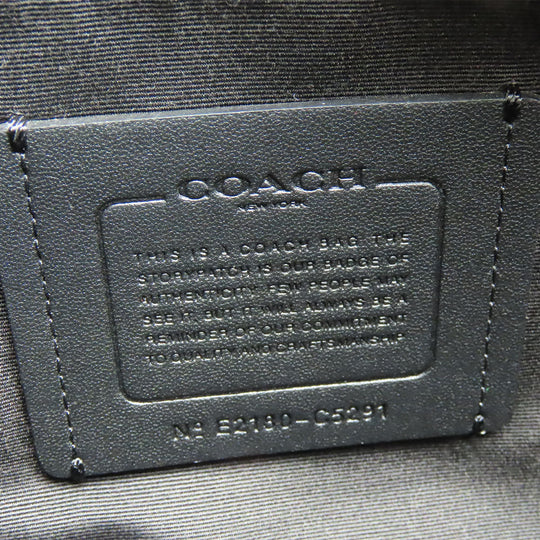 COACH
NEW YORK
THIS IS A COACH BAG. THE
STORYPATCH IS OUR BADGE OF
AUTHENTICITY. FEW PEOPLE MAY
SEE IT, BUT IT WILL ALWAYS BE A
REMINDER OF OUR COMMITMENT
TO QUALITY AND CRAFTSMANSHIP.
Nº E2180-C5291